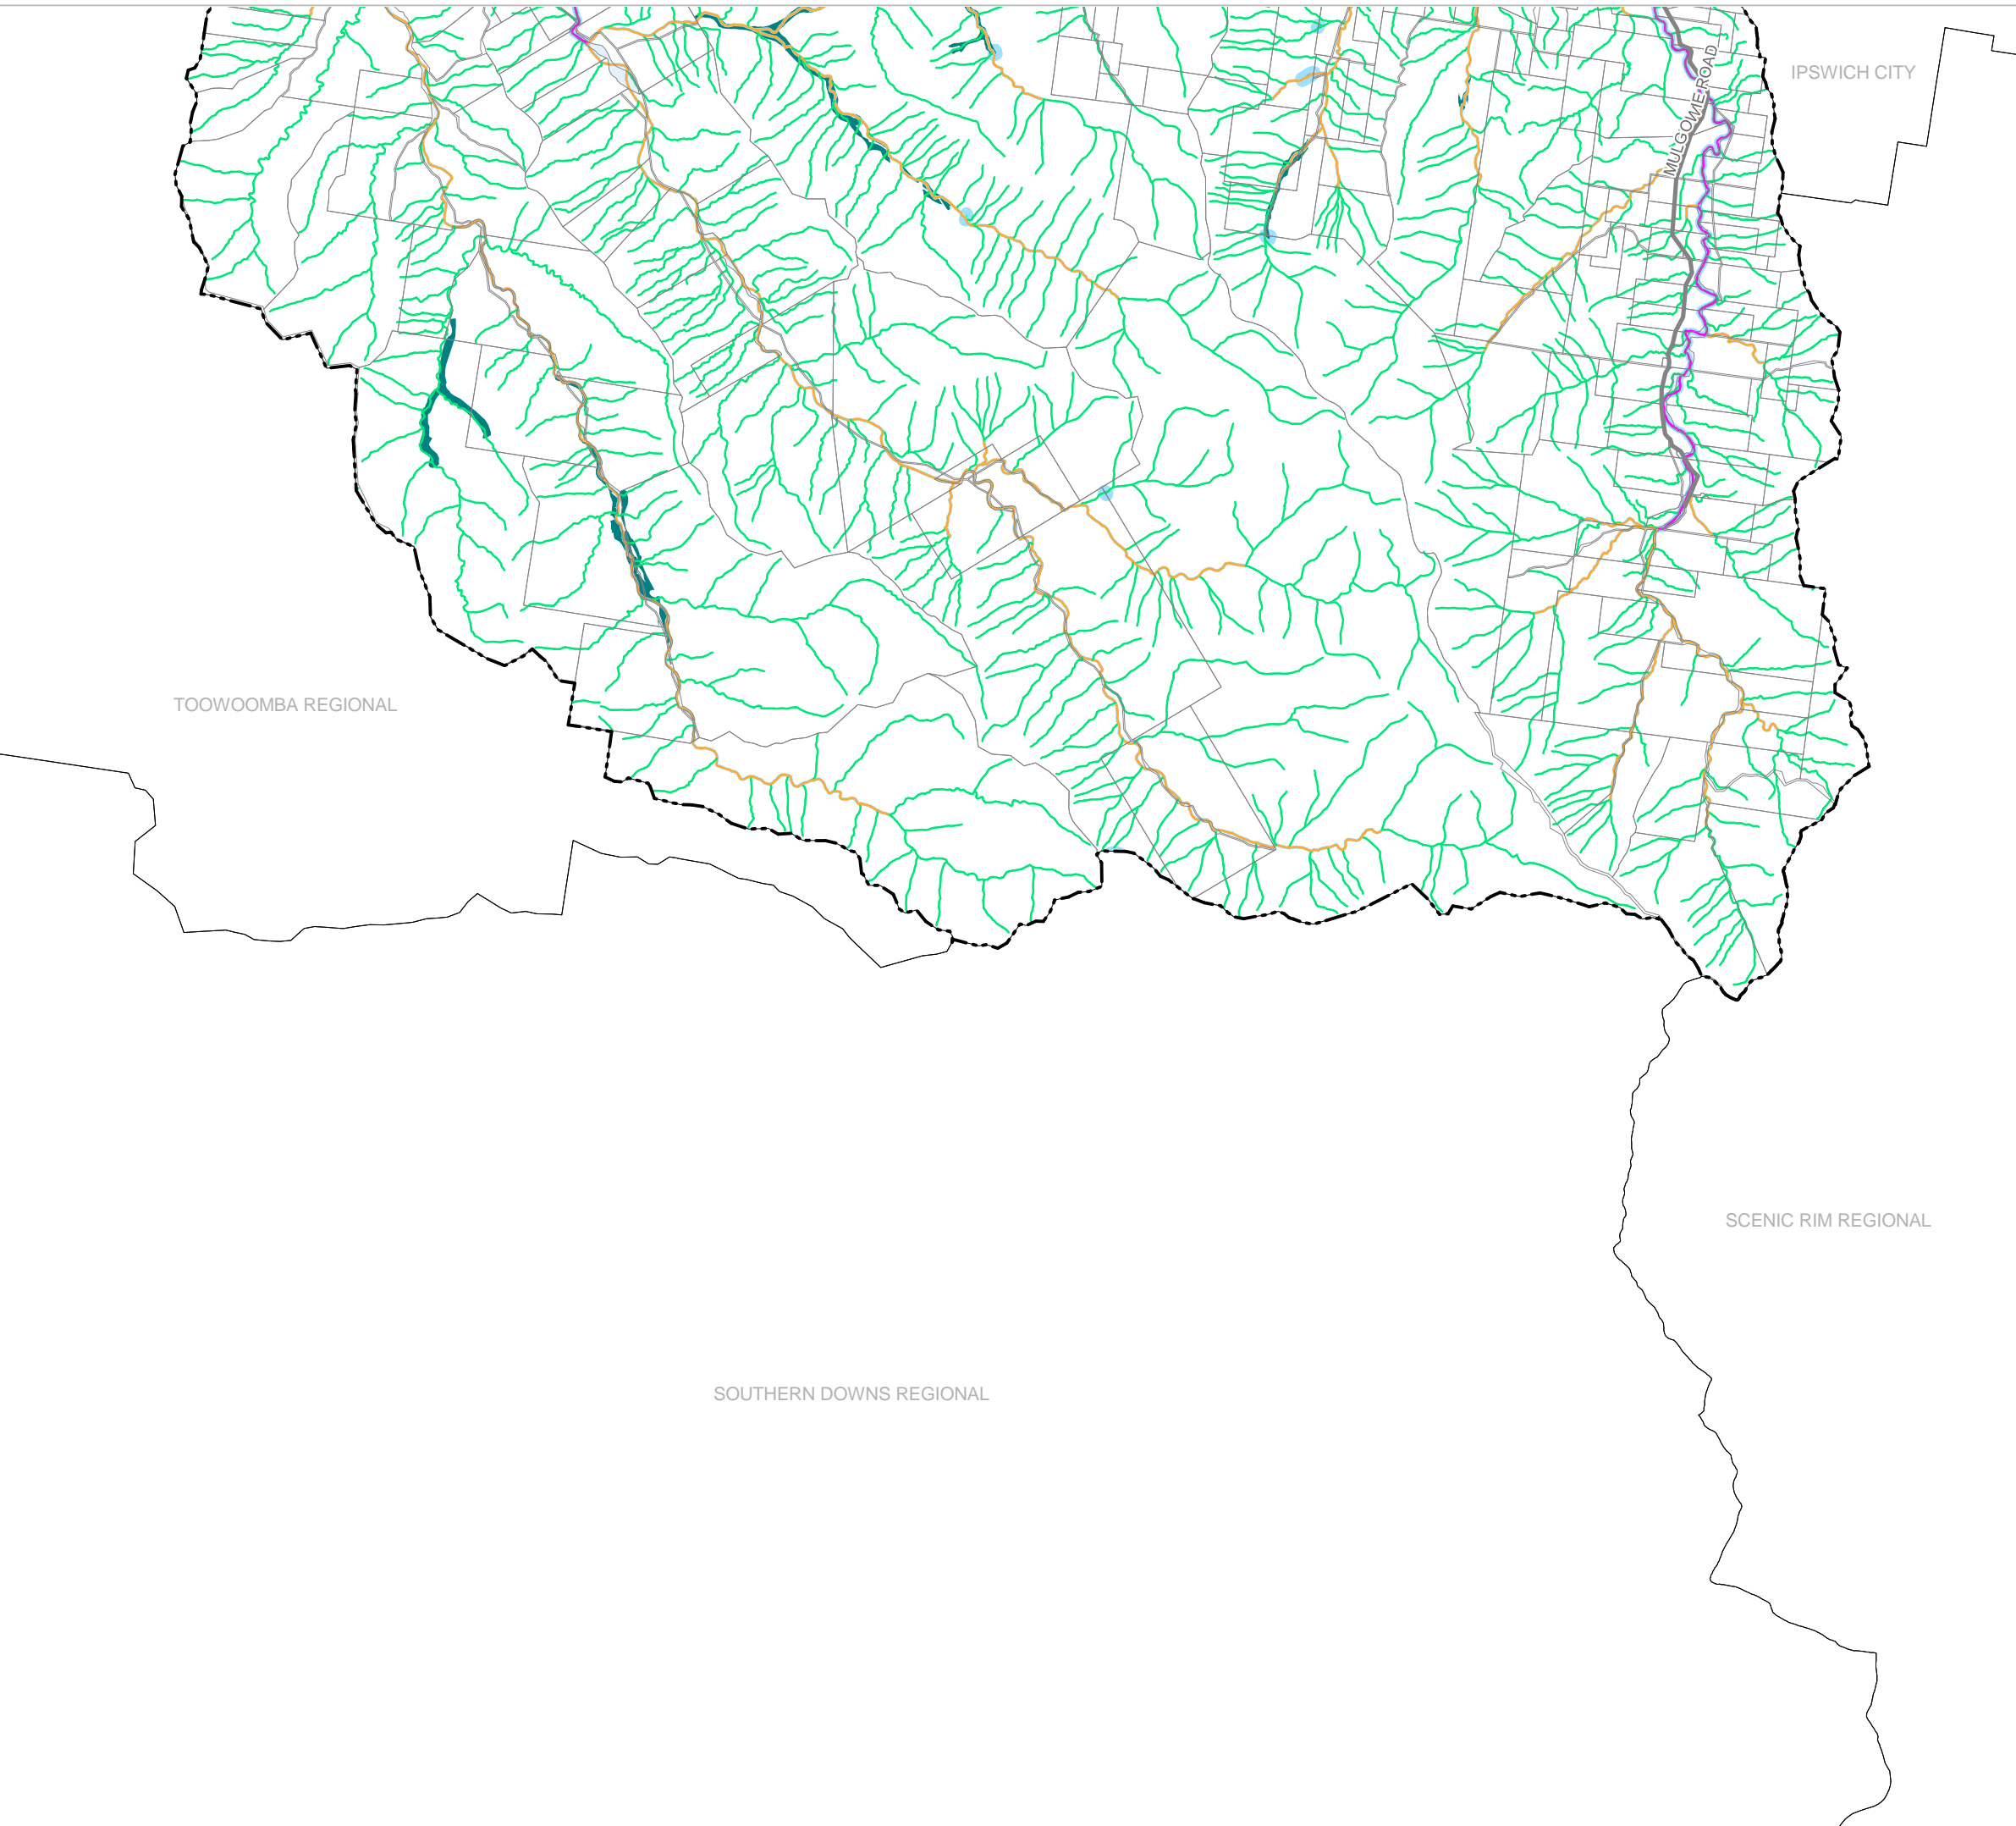 IPSWICH CITY
MULGOWIE ROAD
TOOWOOMBA REGIONAL
SCENIC RIM REGIONAL
SOUTHERN DOWNS REGIONAL